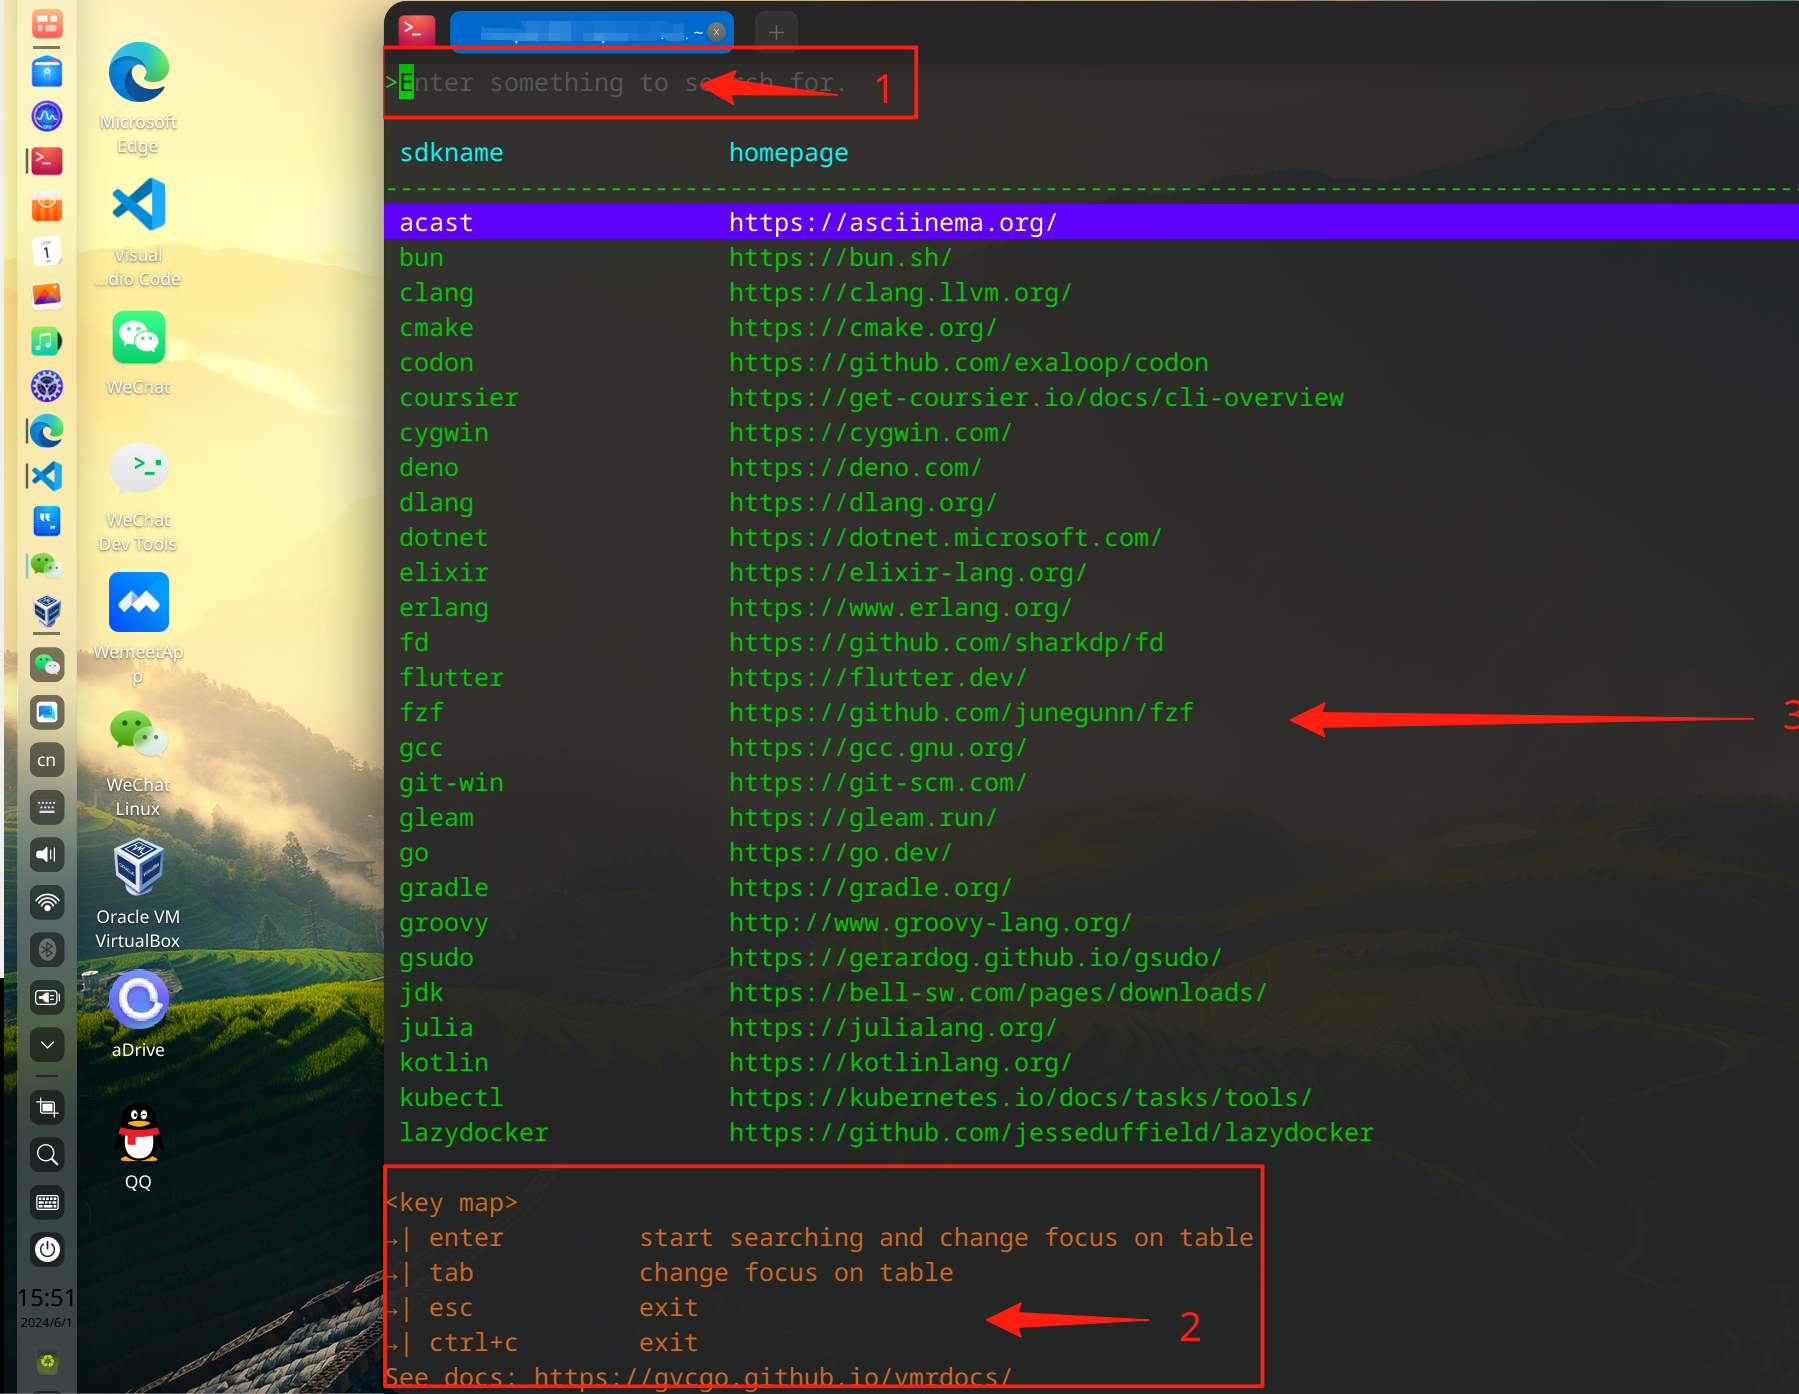 Microsoft
Edge
Visual
...dio Code
WeChat
WeChat
Dev Tools
WemeetAp
p
WeChat
Linux
Oracle VM
VirtualBox
aDrive
QQ
cn
15:51
2024/6/1
~
>Enter something to search for.
1
sdkname homepage
acast https://asciinema.org/
bun https://bun.sh/
clang https://clang.llvm.org/
cmake https://cmake.org/
codon https://github.com/exaloop/codon
coursier https://get-coursier.io/docs/cli-overview
cygwin https://cygwin.com/
deno https://deno.com/
dlang https://dlang.org/
dotnet https://dotnet.microsoft.com/
elixir https://elixir-lang.org/
erlang https://www.erlang.org/
fd https://github.com/sharkdp/fd
flutter https://flutter.dev/
fzf https://github.com/junegunn/fzf
3
gcc https://gcc.gnu.org/
git-win https://git-scm.com/
gleam https://gleam.run/
go https://go.dev/
gradle https://gradle.org/
groovy http://www.groovy-lang.org/
gsudo https://gerardog.github.io/gsudo/
jdk https://bell-sw.com/pages/downloads/
julia https://julialang.org/
kotlin https://kotlinlang.org/
kubectl https://kubernetes.io/docs/tasks/tools/
lazydocker https://github.com/jesseduffield/lazydocker
<key map>
→| enter start searching and change focus on table
→| tab change focus on table
→| esc exit
→| ctrl+c exit
2
See docs: https://gvcgo.github.io/vmrdocs/